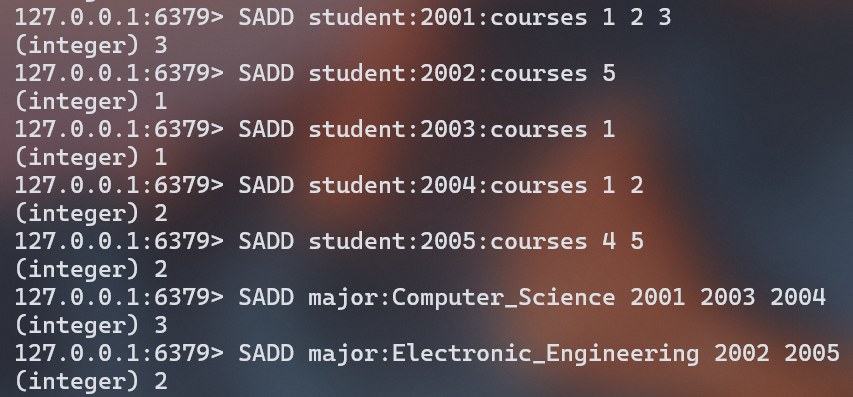 127.0.0.1:6379> SADD student:2001:courses 1 2 3
(integer) 3
127.0.0.1:6379> SADD student:2002:courses 5
(integer) 1
127.0.0.1:6379> SADD student:2003:courses 1
(integer) 1
127.0.0.1:6379> SADD student:2004:courses 1 2
(integer) 2
127.0.0.1:6379> SADD student:2005:courses 4 5
(integer) 2
127.0.0.1:6379> SADD major:Computer_Science 2001 2003 2004
(integer) 3
127.0.0.1:6379> SADD major:Electronic_Engineering 2002 2005
(integer) 2